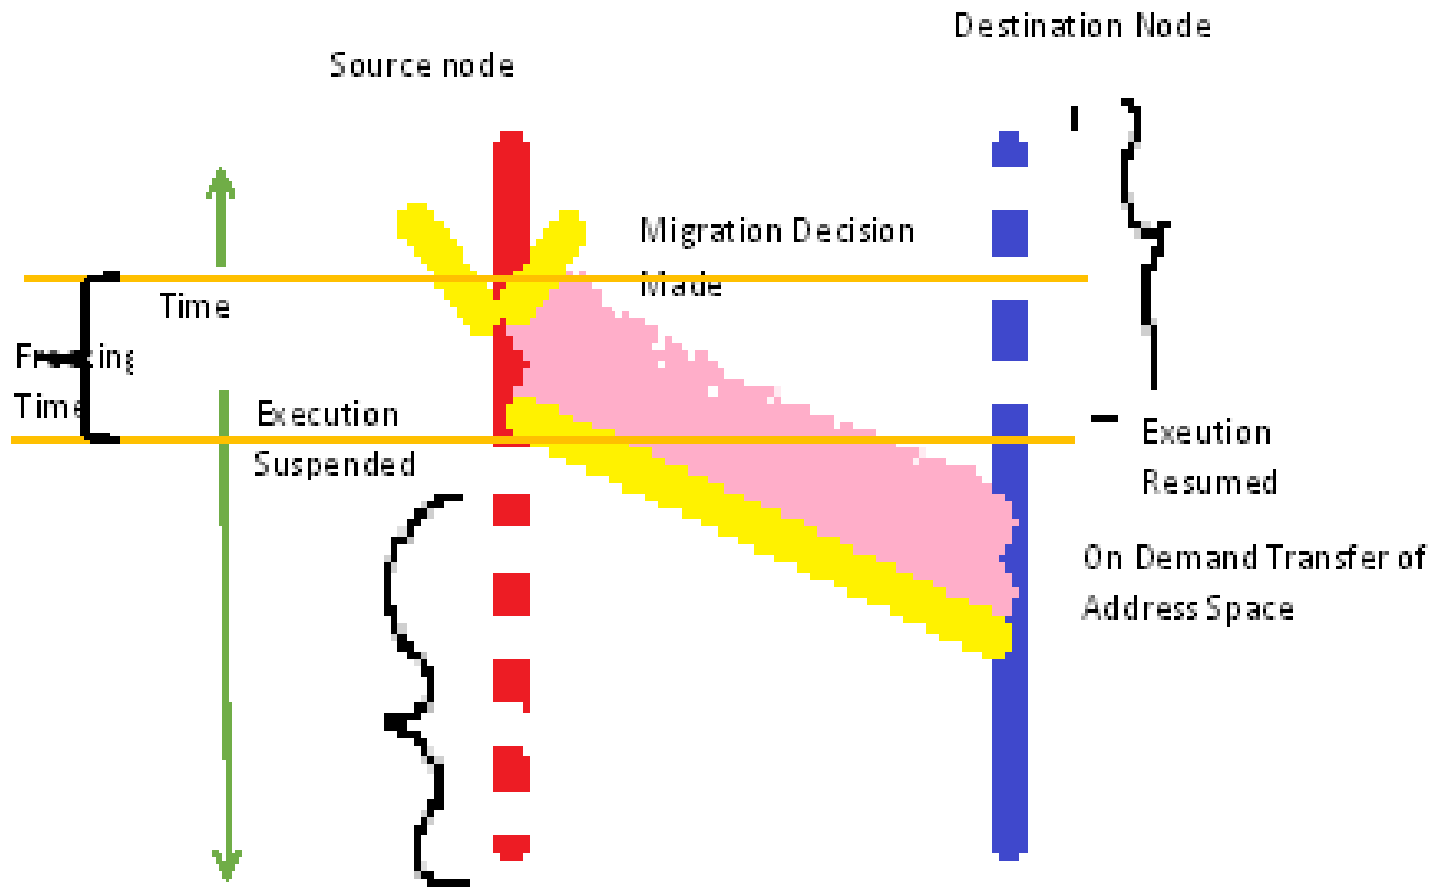 Destination Node
Source node
Migration Decision
Made
Time
Freezing
Time
Execution
Suspended
Exeution
Resumed
On Demand Transfer of
Address Space